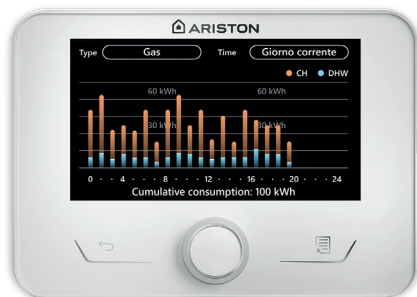 ARISTON
Type Gas Time Giorno corrente
CH DHW
60 kWh 60 kWh
30 kWh 30 kWh
0 · · 4 · · · 8 · · · 12 · · · 16 · · · 20 · · · 24
Cumulative consumption: 100 kWh